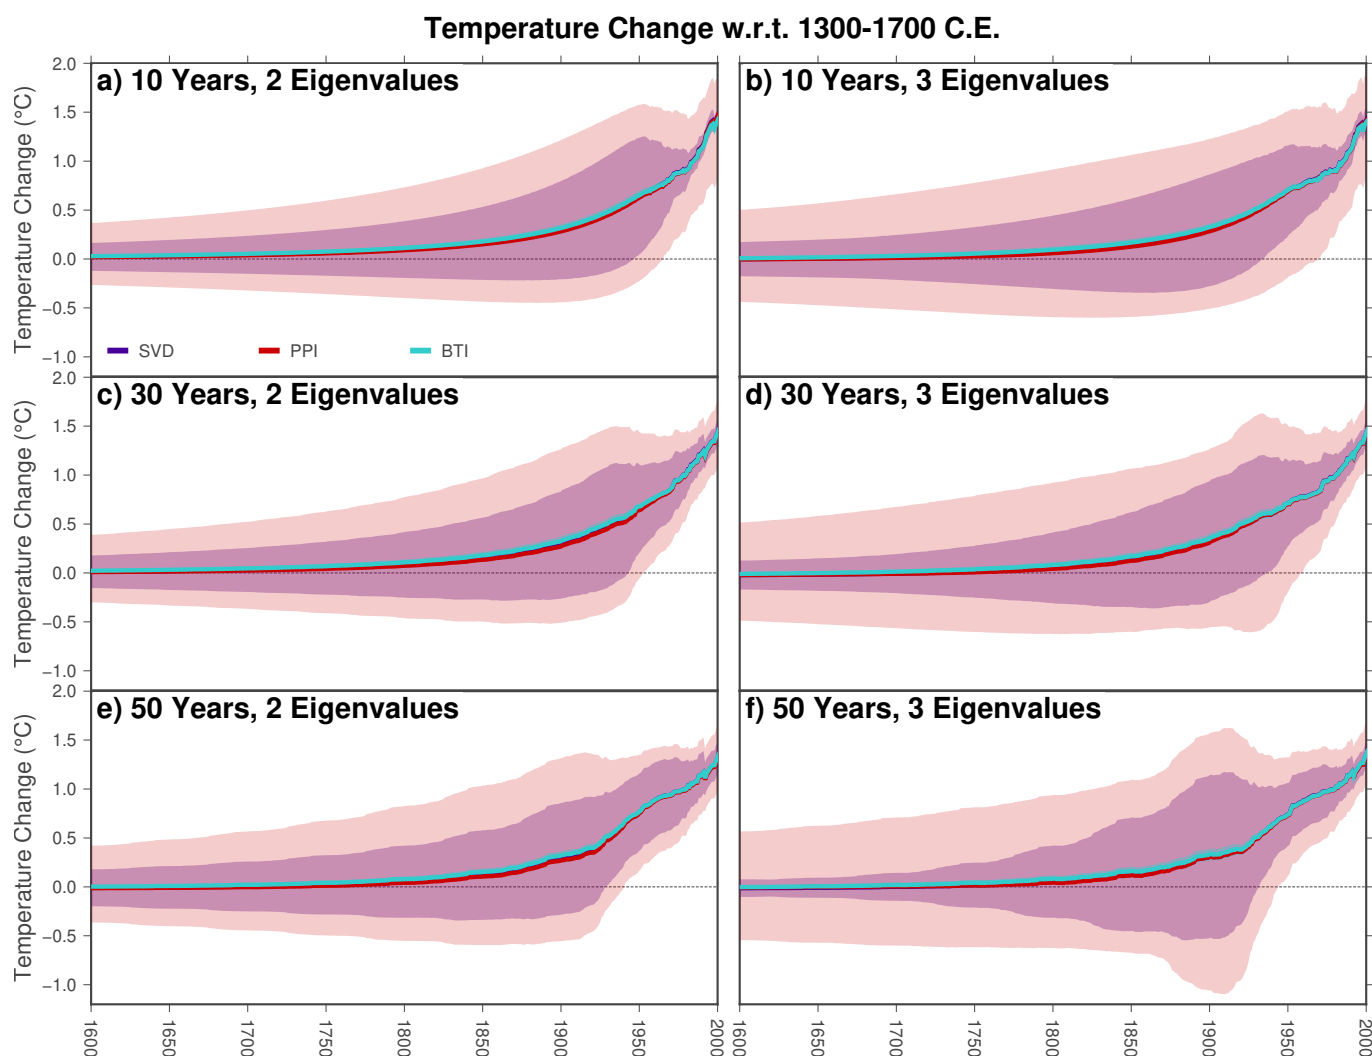 Temperature Change w.r.t. 1300-1700 C.E.
a) 10 Years, 2 Eigenvalues
b) 10 Years, 3 Eigenvalues
Temperature Change (°C)
2.0
1.5
1.0
0.5
0.0
−0.5
−1.0
SVD PPI BTI
c) 30 Years, 2 Eigenvalues
d) 30 Years, 3 Eigenvalues
Temperature Change (°C)
2.0
1.5
1.0
0.5
0.0
−0.5
−1.0
e) 50 Years, 2 Eigenvalues
f) 50 Years, 3 Eigenvalues
Temperature Change (°C)
2.0
1.5
1.0
0.5
0.0
−0.5
−1.0
1600 1650 1700 1750 1800 1850 1900 1950 2000
1600 1650 1700 1750 1800 1850 1900 1950 2000